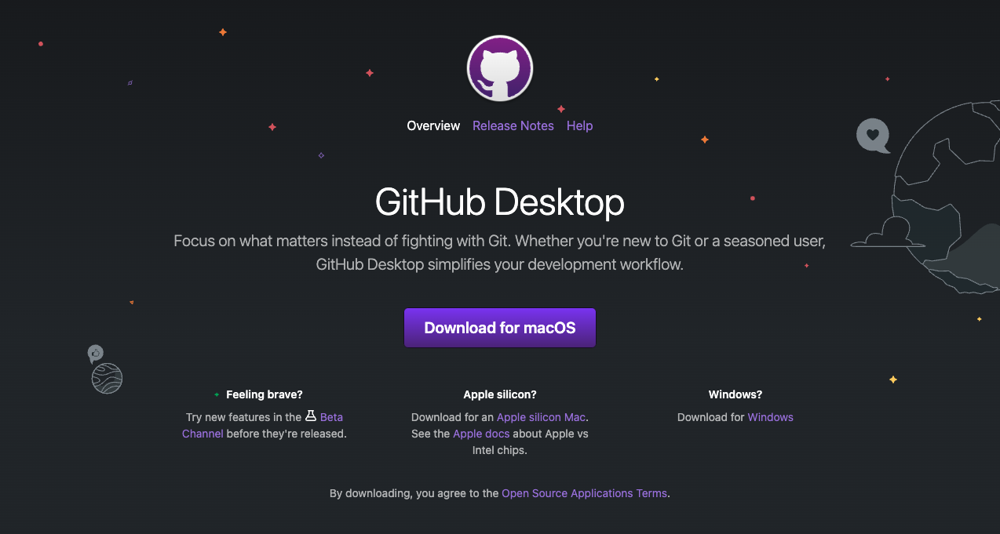 Overview Release Notes Help
GitHub Desktop
Focus on what matters instead of fighting with Git. Whether you're new to Git or a seasoned user,
GitHub Desktop simplifies your development workflow.
Download for macOS
Feeling brave?
Try new features in the Beta
Channel before they're released.
Apple silicon?
Download for an Apple silicon Mac.
See the Apple docs about Apple vs
Intel chips.
Windows?
Download for Windows
By downloading, you agree to the Open Source Applications Terms.